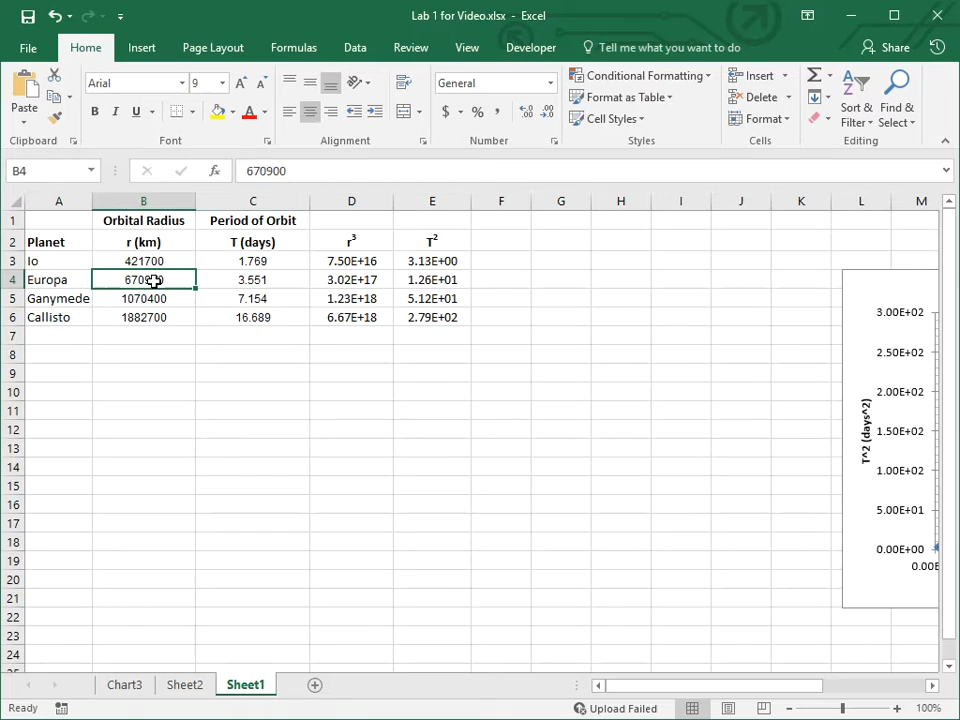 Lab 1 for Video.xlsx - Excel
File Home Insert Page Layout Formulas Data Review View Developer Tell me what you want to do Share
Paste
Arial 9
B I U A
General
$ % ,
Conditional Formatting
Format as Table
Cell Styles
Insert
Delete
Format
Sort & Filter
Find & Select
Clipboard Font Alignment Number Styles Cells Editing
B4 fx 670900
A B C D E F G H I J K L M
1 Orbital Radius Period of Orbit
2 Planet r (km) T (days) r³ T²
3 Io 421700 1.769 7.50E+16 3.13E+00
4 Europa 670900 3.551 3.02E+17 1.26E+01
5 Ganymede 1070400 7.154 1.23E+18 5.12E+01
6 Callisto 1882700 16.689 6.67E+18 2.79E+02
7
8
9
10
11
12
13
14
15
16
17
18
19
20
21
22
23
24
T^2 (days^2)
3.00E+02
2.50E+02
2.00E+02
1.50E+02
1.00E+02
5.00E+01
0.00E+00
Chart3 Sheet2 Sheet1
Ready Upload Failed 100%